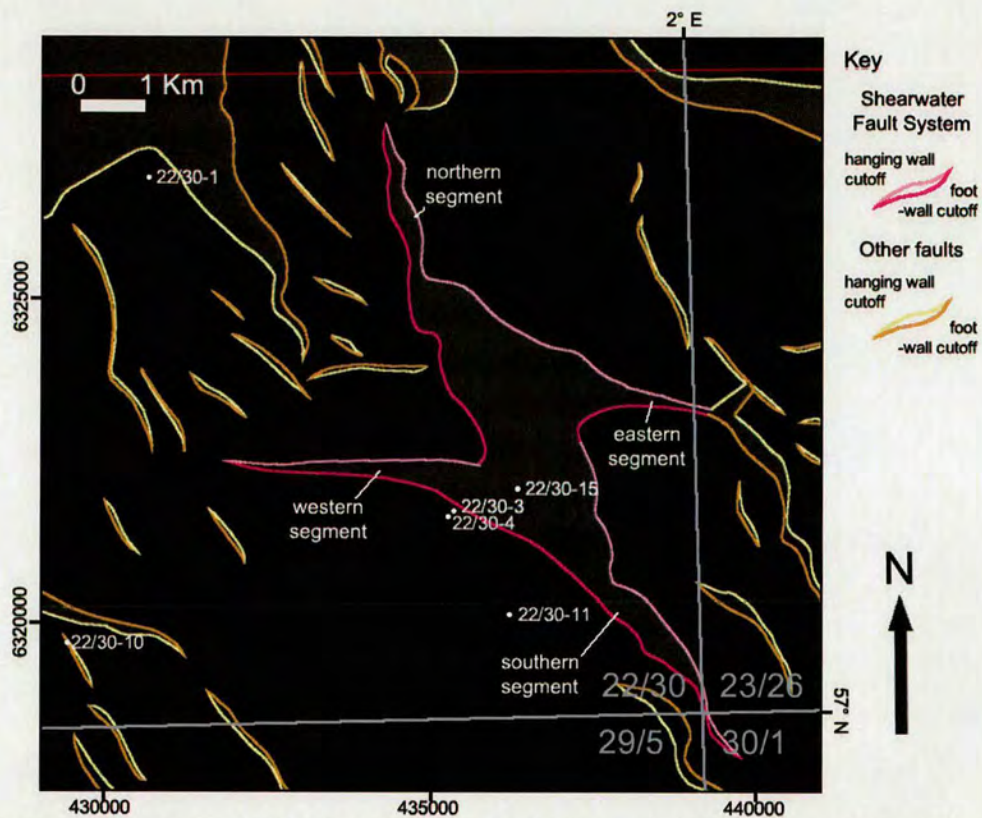 2° E
0 1 Km
22/30-1
northern
segment
6325000
eastern
segment
western
segment
22/30-15
22/30-3
22/30-4
22/30-11
6320000
22/30-10
southern
segment
22/30
23/26
29/5
30/1
57° N
430000
435000
440000
Key
Shearwater
Fault System
hanging wall
cutoff
foot
-wall cutoff
Other faults
hanging wall
cutoff
foot
-wall cutoff
N